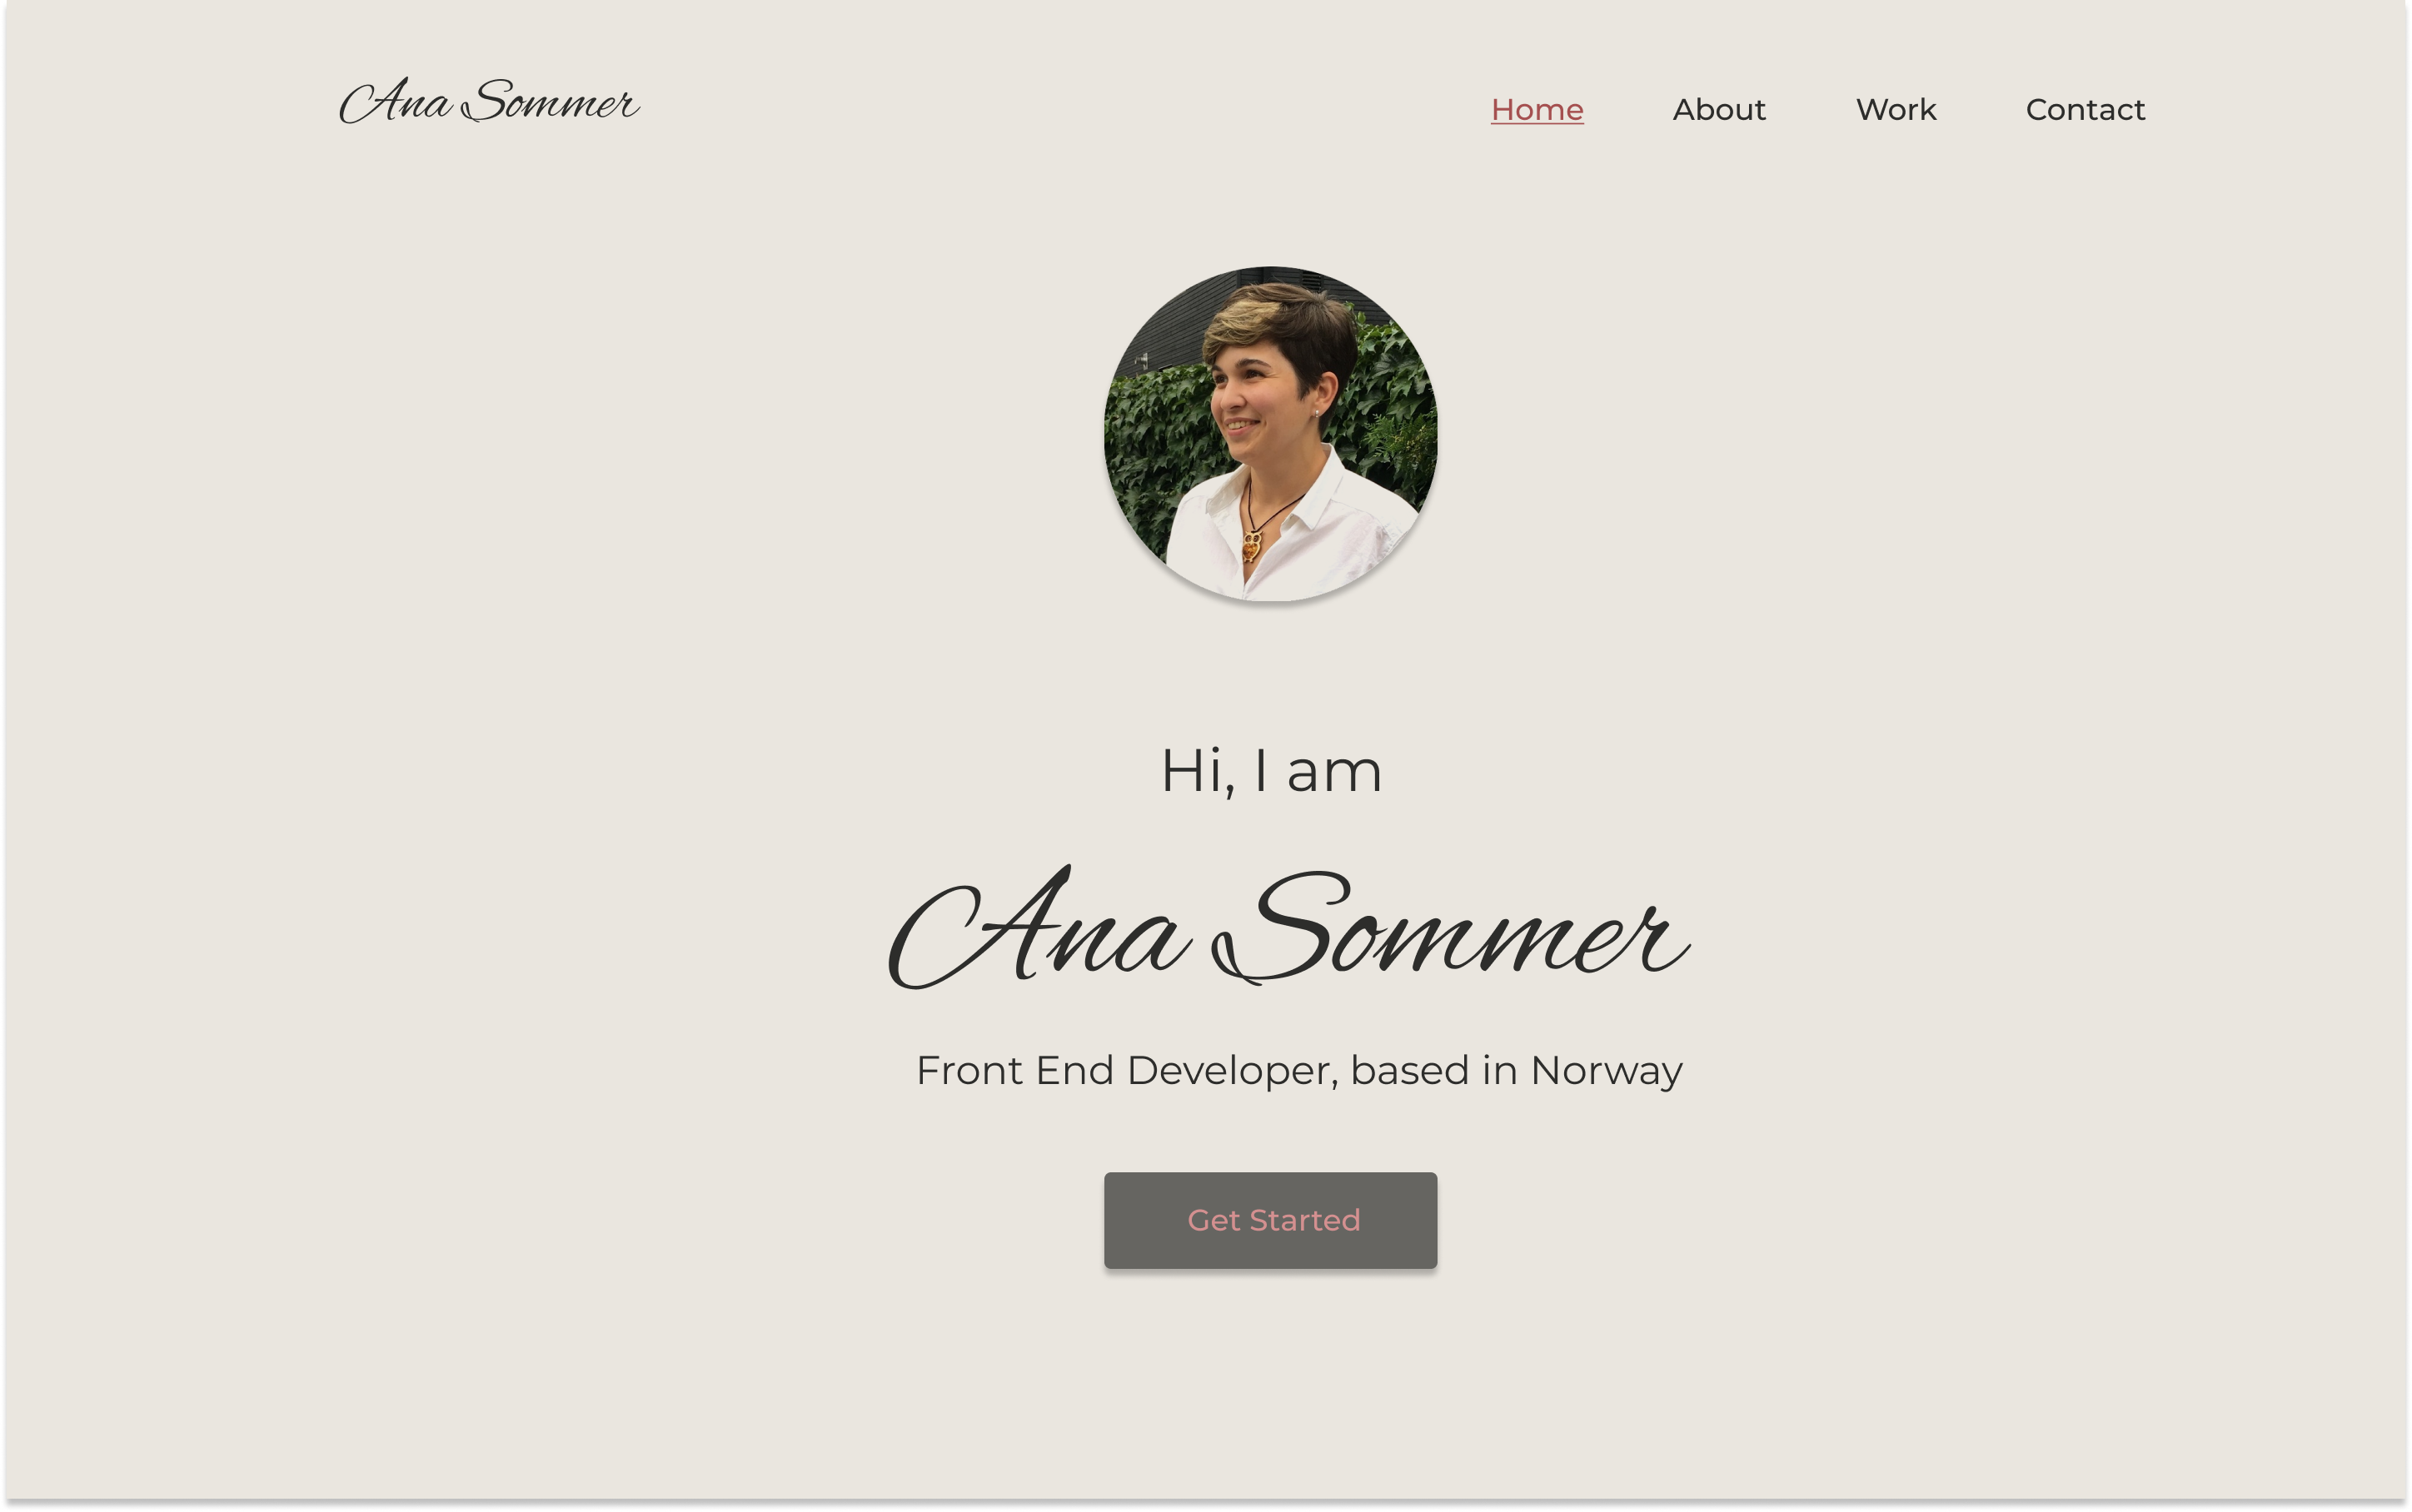 Ana Sommer
Home About Work Contact
Hi, I am
Ana Sommer
Front End Developer, based in Norway
Get Started